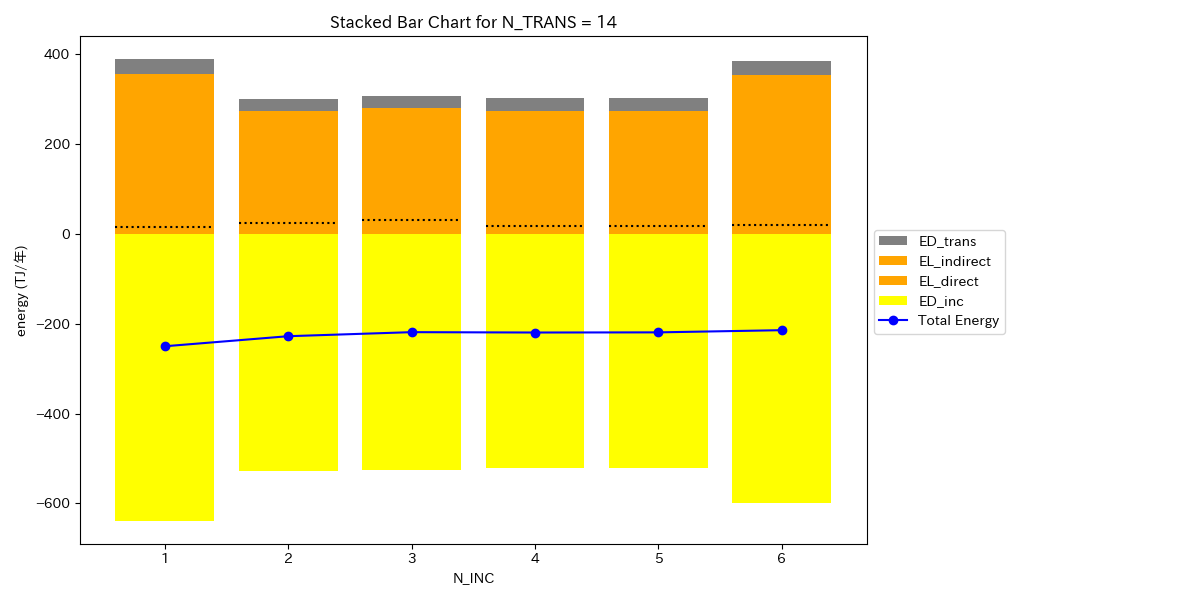 Stacked Bar Chart for N_TRANS = 14
energy (TJ/年)
400
200
0
−200
−400
−600
1 2 3 4 5 6
N_INC
ED_trans
EL_indirect
EL_direct
ED_inc
Total Energy